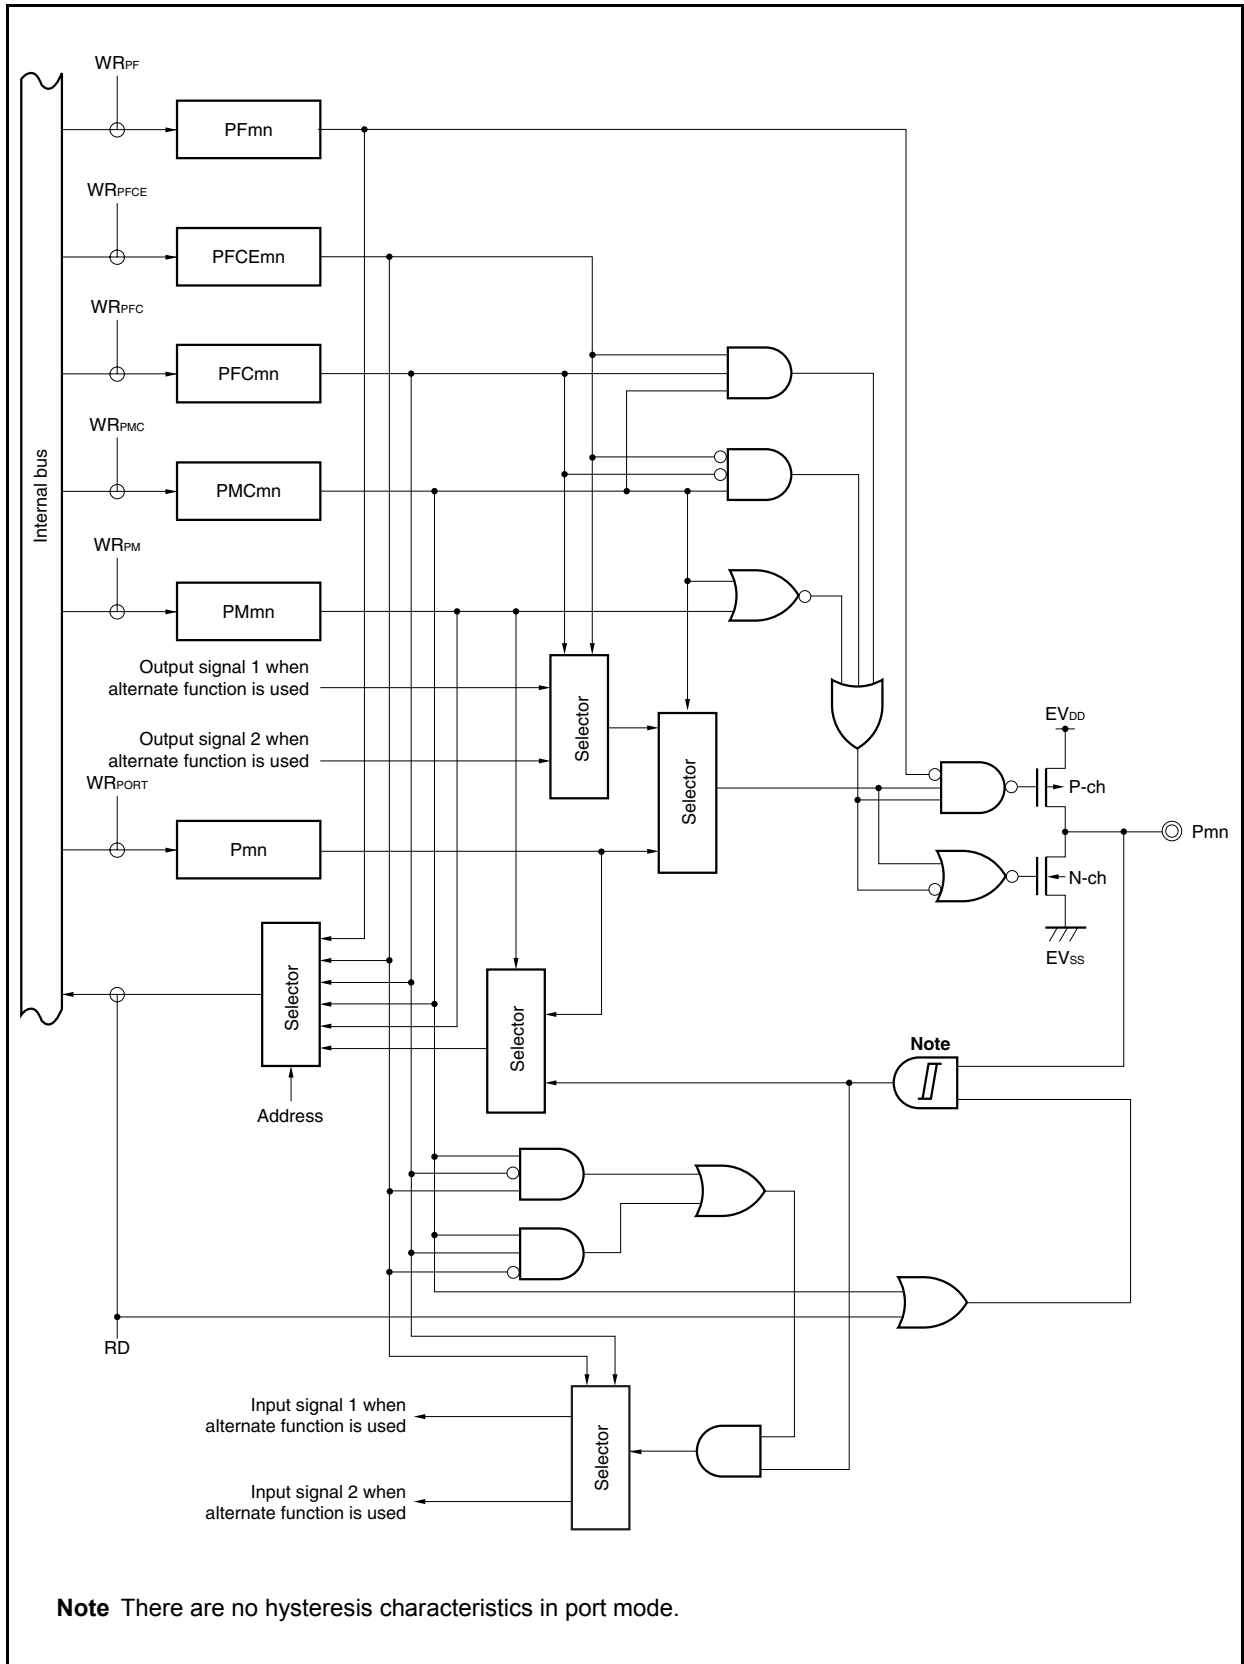 WRPF
PFmn
WRPFCE
PFCEmn
WRPFC
PFCmn
WRPMC
PMCmn
Internal bus
WRPM
PMmn
Output signal 1 when
alternate function is used
Output signal 2 when
alternate function is used
Selector
Selector
WRPORT
Pmn
EVDD
P-ch
Pmn
N-ch
EVSS
Selector
Selector
Address
Note
RD
Input signal 1 when
alternate function is used
Input signal 2 when
alternate function is used
Selector
Note There are no hysteresis characteristics in port mode.